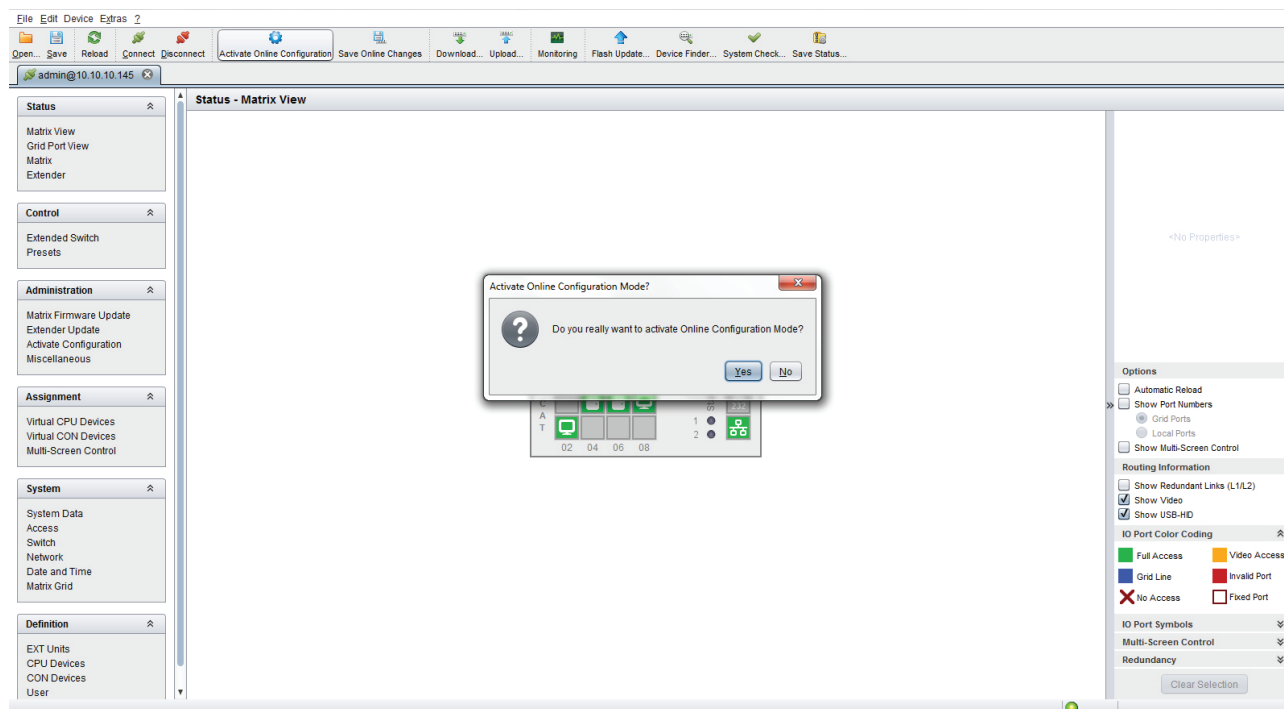 File Edit Device Extras ?
Open... Save Reload Connect Disconnect Activate Online Configuration Save Online Changes Download... Upload... Monitoring Flash Update... Device Finder... System Check... Save Status...
admin@10.10.10.145
Status
Matrix View
Grid Port View
Matrix
Extender
Control
Extended Switch
Presets
Administration
Matrix Firmware Update
Extender Update
Activate Configuration
Miscellaneous
Assignment
Virtual CPU Devices
Virtual CON Devices
Multi-Screen Control
System
System Data
Access
Switch
Network
Date and Time
Matrix Grid
Definition
EXT Units
CPU Devices
CON Devices
User
Status - Matrix View
Activate Online Configuration Mode?
Do you really want to activate Online Configuration Mode?
Yes No
C
A
T
1
2
02 04 06 08
<No Properties>
Options
Automatic Reload
Show Port Numbers
Grid Ports
Local Ports
Show Multi-Screen Control
Routing Information
Show Redundant Links (L1/L2)
Show Video
Show USB-HID
IO Port Color Coding
Full Access Video Access
Grid Line Invalid Port
No Access Fixed Port
IO Port Symbols
Multi-Screen Control
Redundancy
Clear Selection